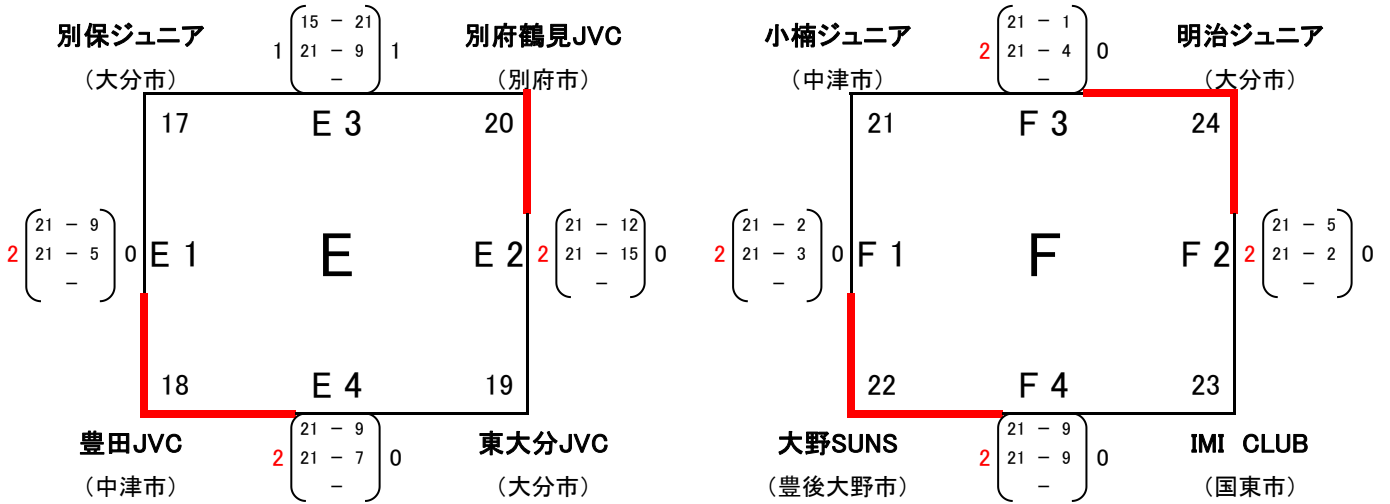 別保ジュニア
（大分市）
1
15 － 21
21 － 9
－
1
別府鶴見JVC
（別府市）
17
E 3
20
2
21 － 9
21 － 5
－
0
E 1
E
E 2
2
21 － 12
21 － 15
－
0
18
E 4
19
豊田JVC
（中津市）
2
21 － 9
21 － 7
－
0
東大分JVC
（大分市）
小楠ジュニア
（中津市）
2
21 － 1
21 － 4
－
0
明治ジュニア
（大分市）
21
F 3
24
2
21 － 2
21 － 3
－
0
F 1
F
F 2
2
21 － 5
21 － 2
－
0
22
F 4
23
大野SUNS
（豊後大野市）
2
21 － 9
21 － 9
－
0
IMI CLUB
（国東市）